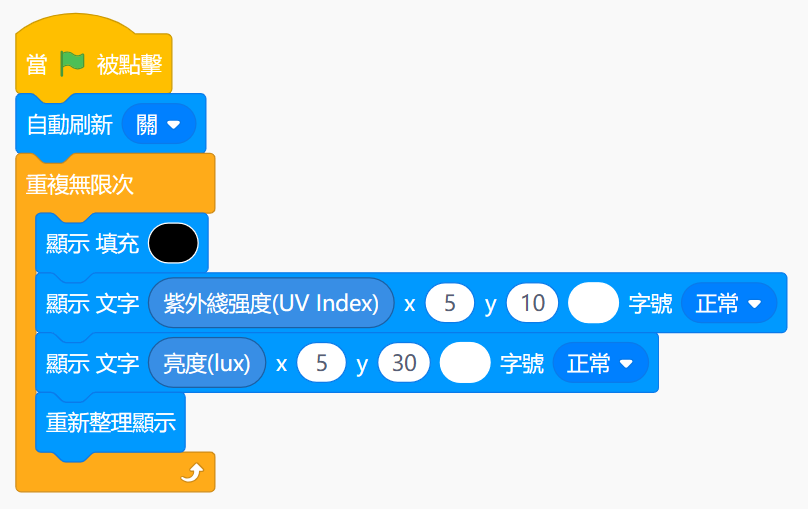 當 被點擊
自動刷新 關
重複無限次
顯示 填充
顯示 文字 紫外綫强度(UV Index) x 5 y 10 字號 正常
顯示 文字 亮度(lux) x 5 y 30 字號 正常
重新整理顯示